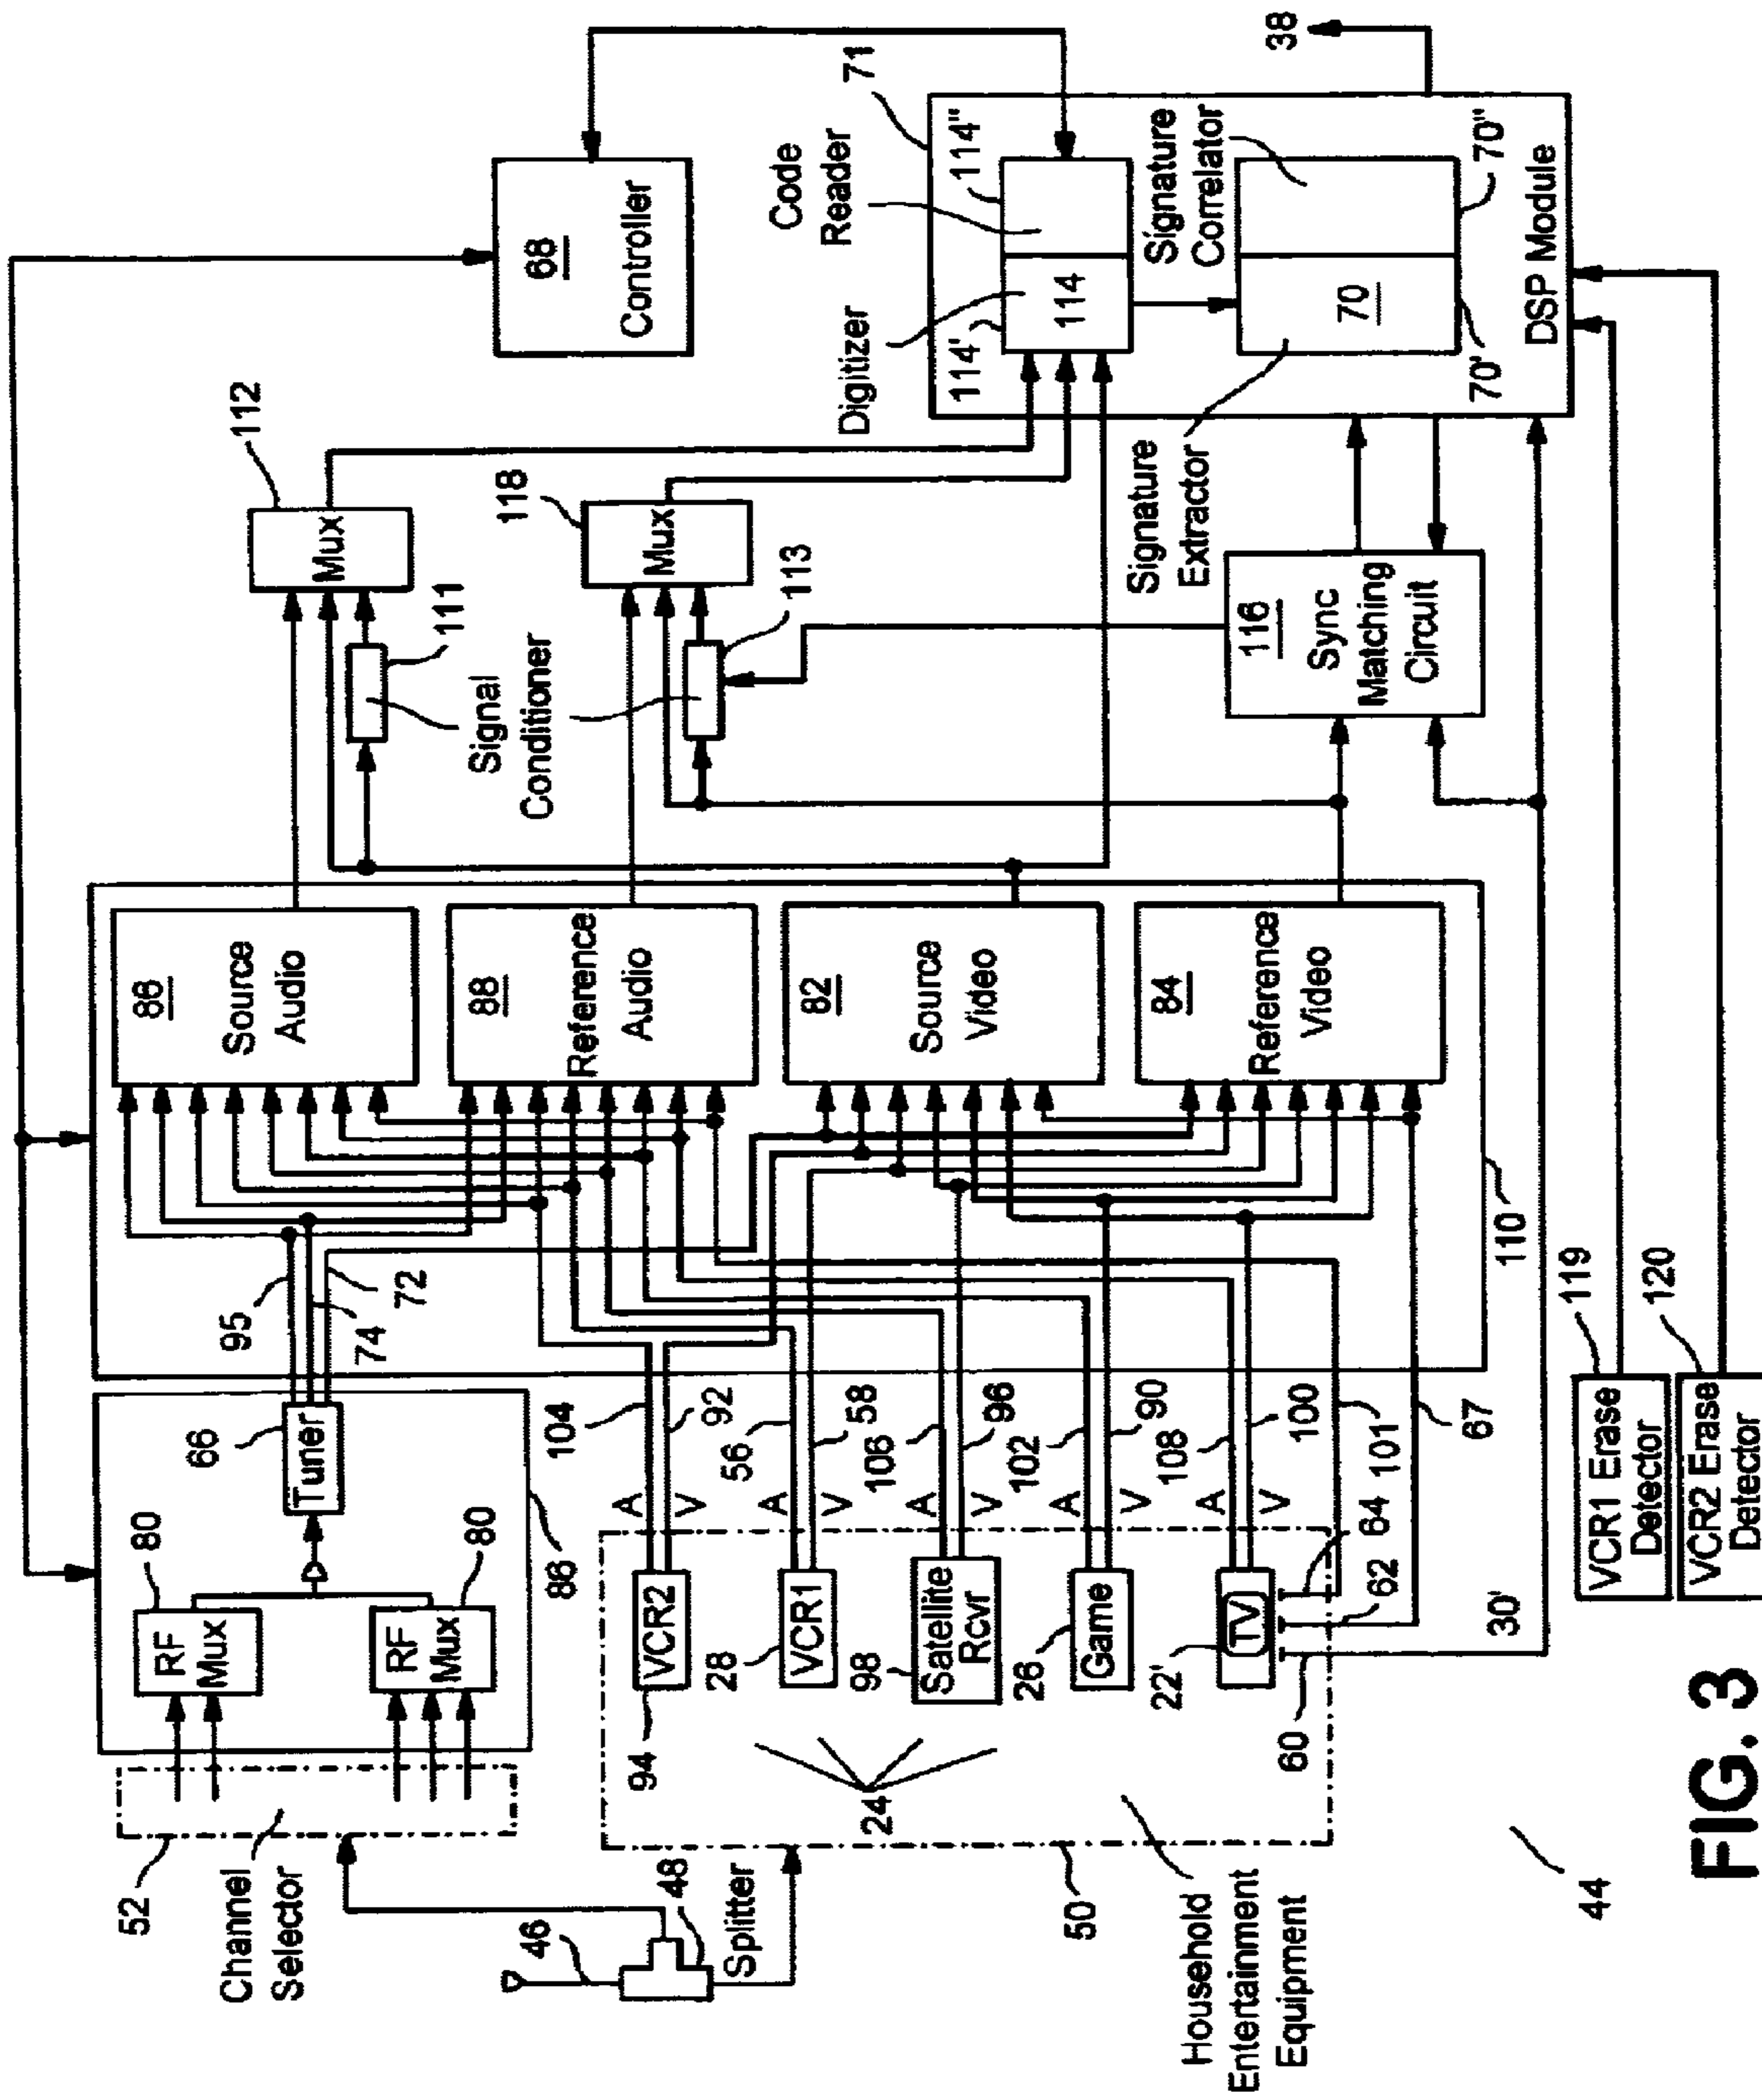 52
Channel
Selector
46
48
Splitter
RF
Mux
80
RF
Mux
80
Tuner
66
86
95
74
72
94
VCR2
28
VCR1
98
Satellite
Rcvr
26
Game
22'
TV
24
60
62
64
50
Household
Entertainment
Equipment
A
V
A
V
A
V
A
V
A
V
104
92
56
58
106
96
102
90
108
100
101
67
30'
86
Source
Audio
88
Reference
Audio
82
Source
Video
84
Reference
Video
110
111
Signal
Conditioner
113
112
Mux
118
Mux
116
Sync
Matching
Circuit
68
Controller
71
Code
Reader
114"
Digitizer
114'
114
Signature
Correlator
Signature
Extractor
70
70'
70"
DSP Module
38
VCR1 Erase
Detector
119
VCR2 Erase
Detector
120
44
FIG. 3